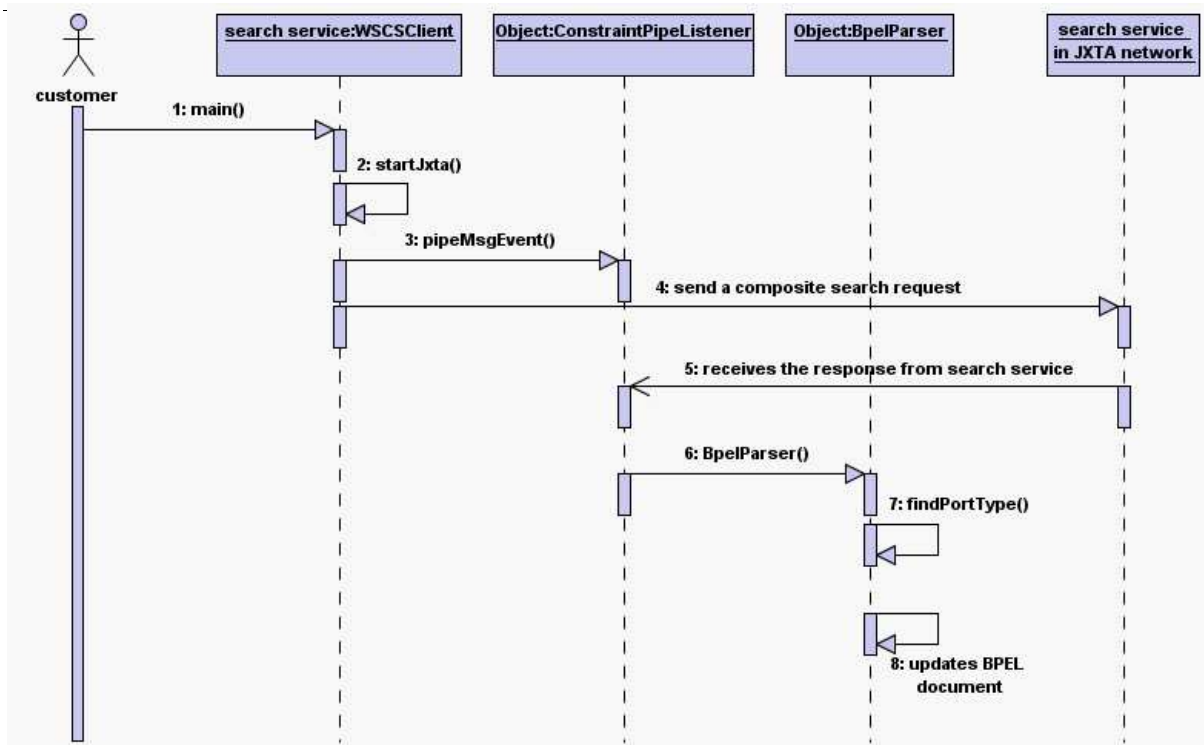 search service:WSCSClient
Object:ConstraintPipeListener
Object:BpelParser
search service
in JXTA network
customer
1: main()
2: startJxta()
3: pipeMsgEvent()
4: send a composite search request
5: receives the response from search service
6: BpelParser()
7: findPortType()
8: updates BPEL
document